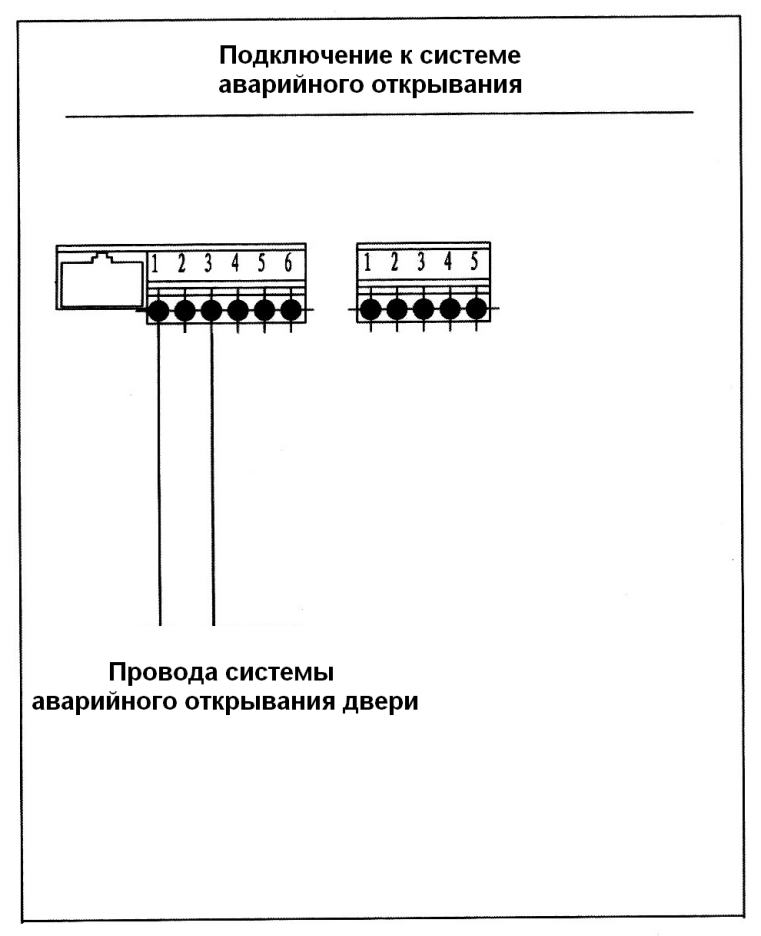 Подключение к системе
аварийного открывания
1 2 3 4 5 6
1 2 3 4 5
Провода системы
аварийного открывания двери